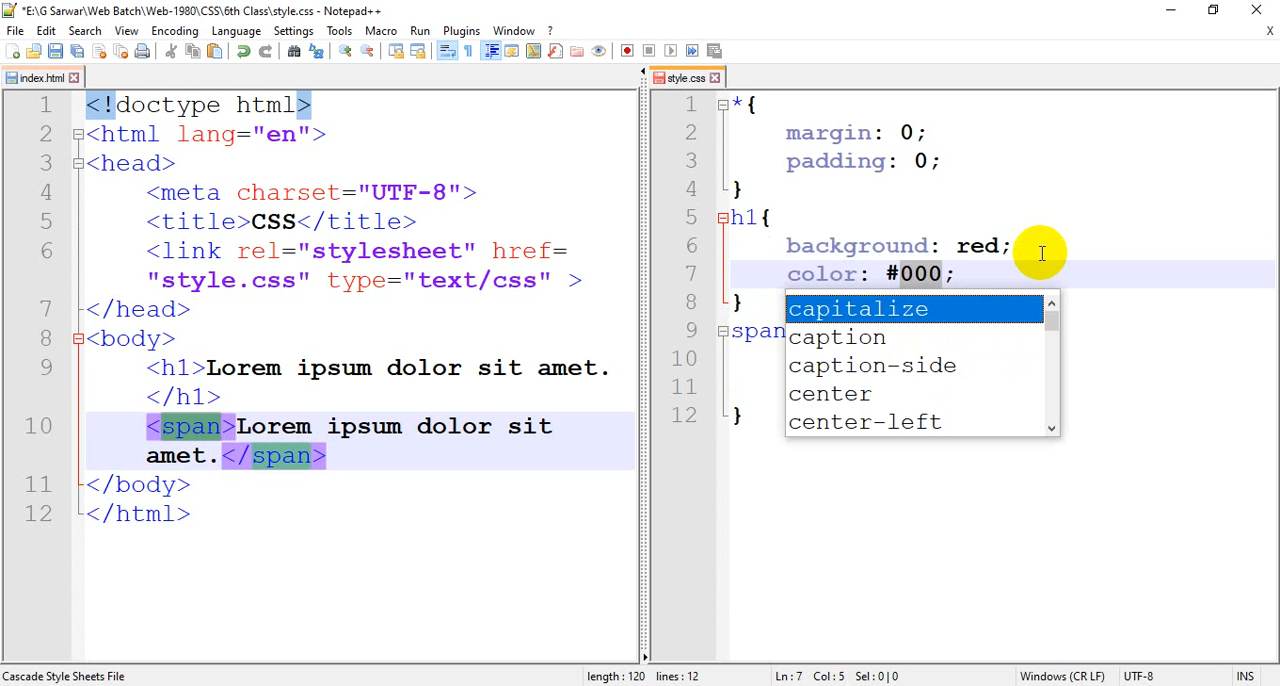 *E:\G Sarwar\Web Batch\Web-1980\CSS\6th Class\style.css - Notepad++
File Edit Search View Encoding Language Settings Tools Macro Run Plugins Window ? X
index.html
1 <!doctype html>
2 <html lang="en">
3 <head>
4 <meta charset="UTF-8">
5 <title>CSS</title>
6 <link rel="stylesheet" href=
"style.css" type="text/css" >
7 </head>
8 <body>
9 <h1>Lorem ipsum dolor sit amet.
</h1>
10 <span>Lorem ipsum dolor sit
amet.</span>
11 </body>
12 </html>
style.css
1 *{
2 margin: 0;
3 padding: 0;
4 }
5 h1{
6 background: red;
7 color: #000;
8 }
9 span
10
11
12 }
capitalize
caption
caption-side
center
center-left
Cascade Style Sheets File length : 120 lines : 12 Ln : 7 Col : 5 Sel : 0 | 0 Windows (CR LF) UTF-8 INS